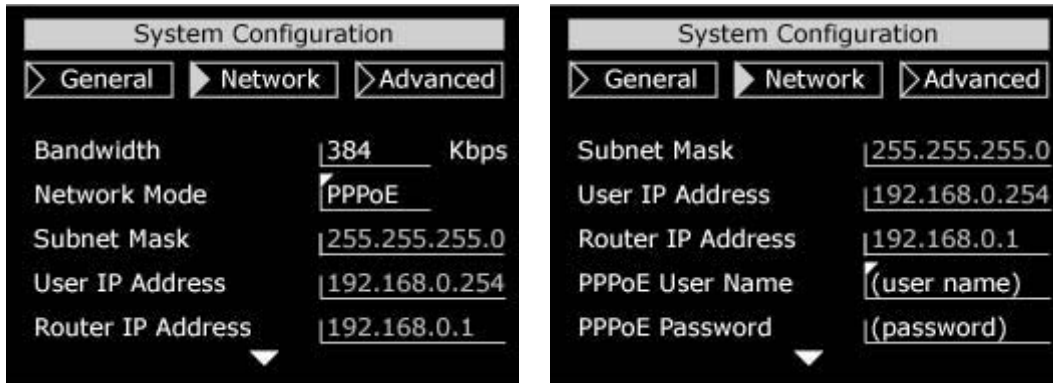 System Configuration
General Network Advanced
Bandwidth 384 Kbps
Network Mode PPPoE
Subnet Mask 255.255.255.0
User IP Address 192.168.0.254
Router IP Address 192.168.0.1
System Configuration
General Network Advanced
Subnet Mask 255.255.255.0
User IP Address 192.168.0.254
Router IP Address 192.168.0.1
PPPoE User Name (user name)
PPPoE Password (password)